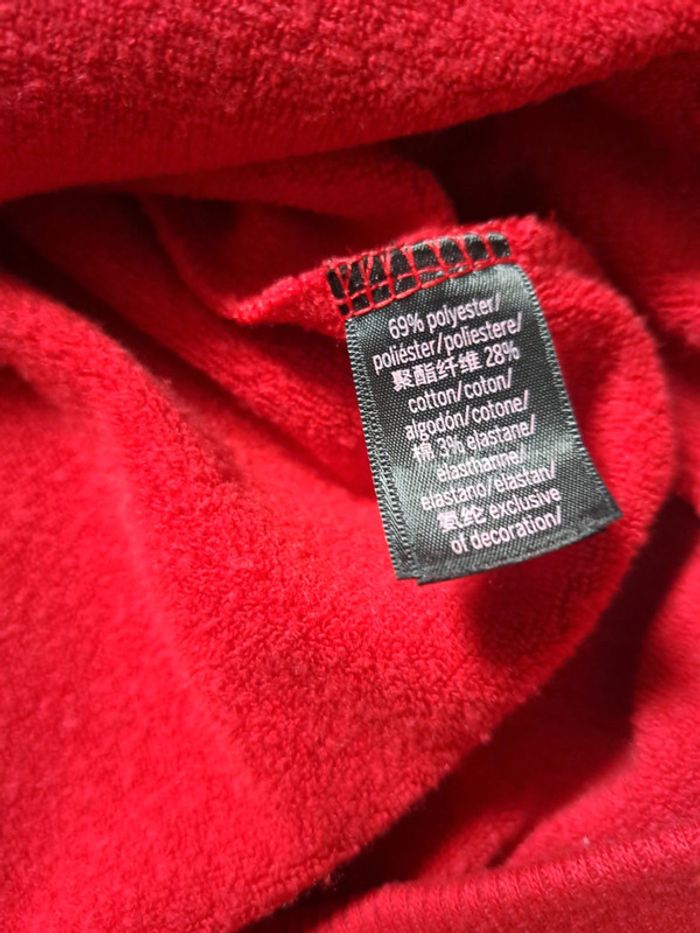 69% polyester/
poliéster/poliestere/
聚酯纤维 28%
cotton/coton/
algodón/cotone/
棉 3% elastane/
élasthanne/
elastano/elastan/
氨纶 exclusive
of decoration/